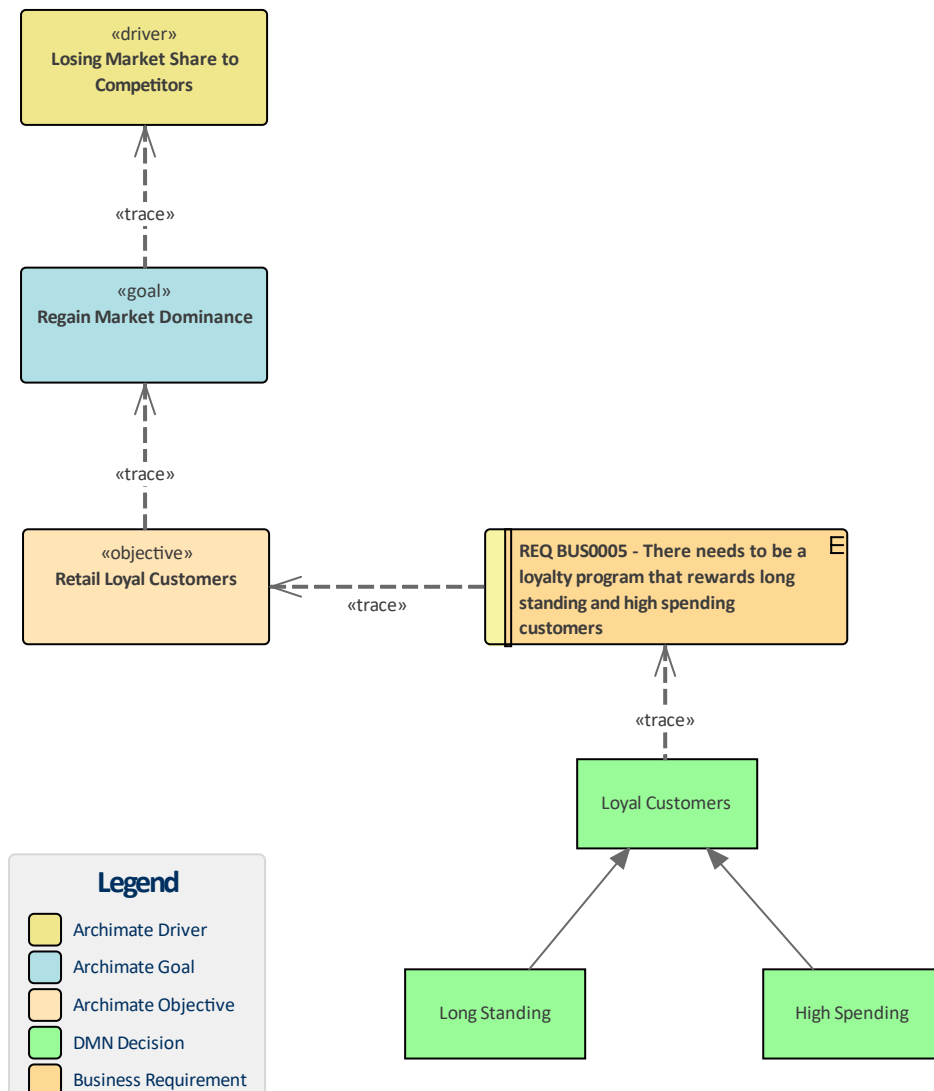 «driver»
Losing Market Share to
Competitors
«trace»
«goal»
Regain Market Dominance
«trace»
«objective»
Retail Loyal Customers
«trace»
REQ BUS0005 - There needs to be a
loyalty program that rewards long
standing and high spending
customers
E
«trace»
Loyal Customers
Long Standing
High Spending
Legend
Archimate Driver
Archimate Goal
Archimate Objective
DMN Decision
Business Requirement